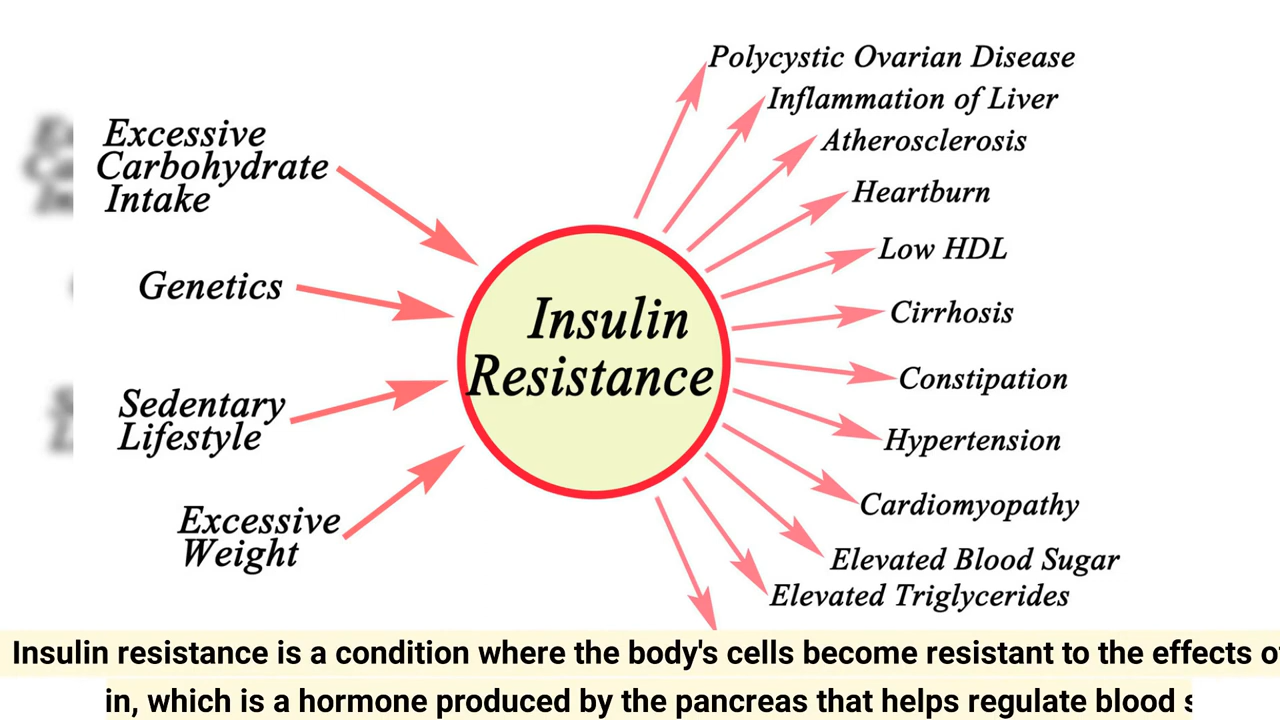 Excessive
Carbohydrate
Intake
Genetics
Sedentary
Lifestyle
Excessive
Weight
Insulin
Resistance
Polycystic Ovarian Disease
Inflammation of Liver
Atherosclerosis
Heartburn
Low HDL
Cirrhosis
Constipation
Hypertension
Cardiomyopathy
Elevated Blood Sugar
Elevated Triglycerides
Insulin resistance is a condition where the body's cells become resistant to the effects
in, which is a hormone produced by the pancreas that helps regulate blood